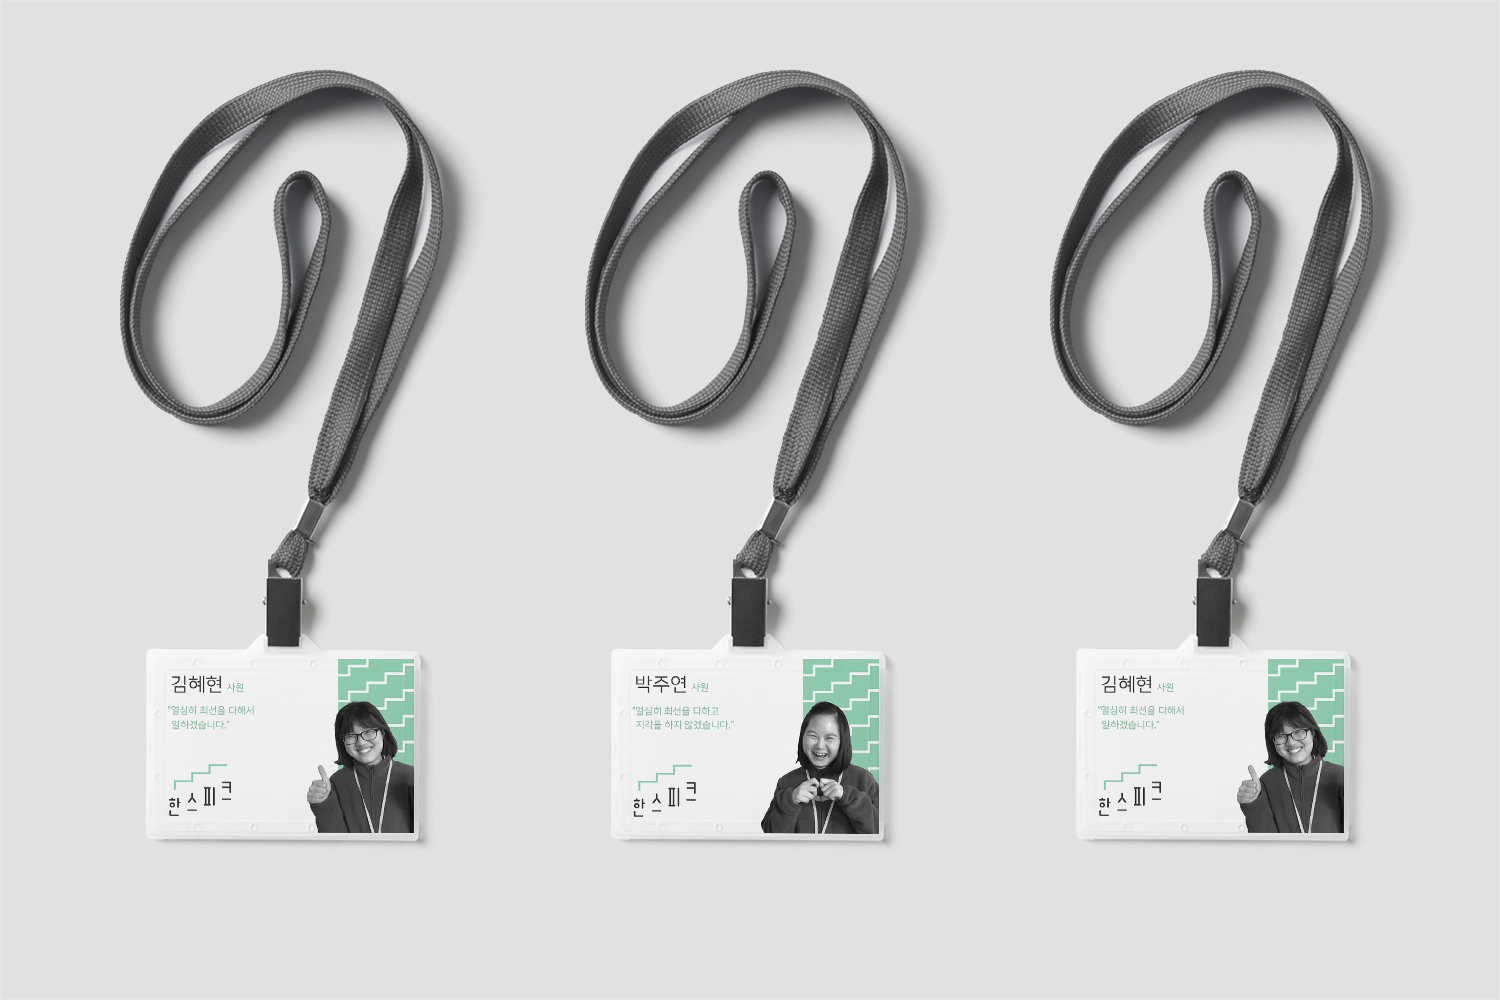 김혜현 사원
“열심히 최선을 다해서
일하겠습니다.”
한스피크
박주연 사원
“열심히 최선을 다하고
지각을 하지 않겠습니다.”
한스피크
김혜현 사원
“열심히 최선을 다해서
일하겠습니다.”
한스피크